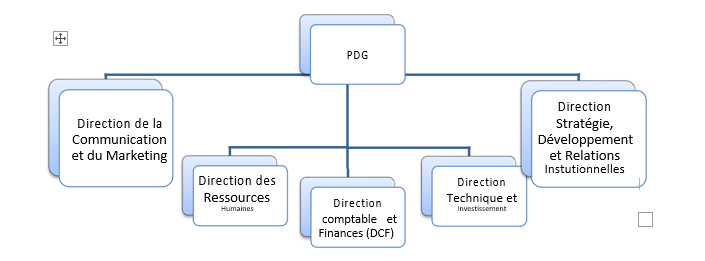 PDG
Direction de la
Communication
et du Marketing
Direction des
Ressources
Humaines
Direction
comptable et
Finances (DCF)
Direction
Technique et
Investissement
Direction
Stratégie,
Développement
et Relations
Instutionnelles